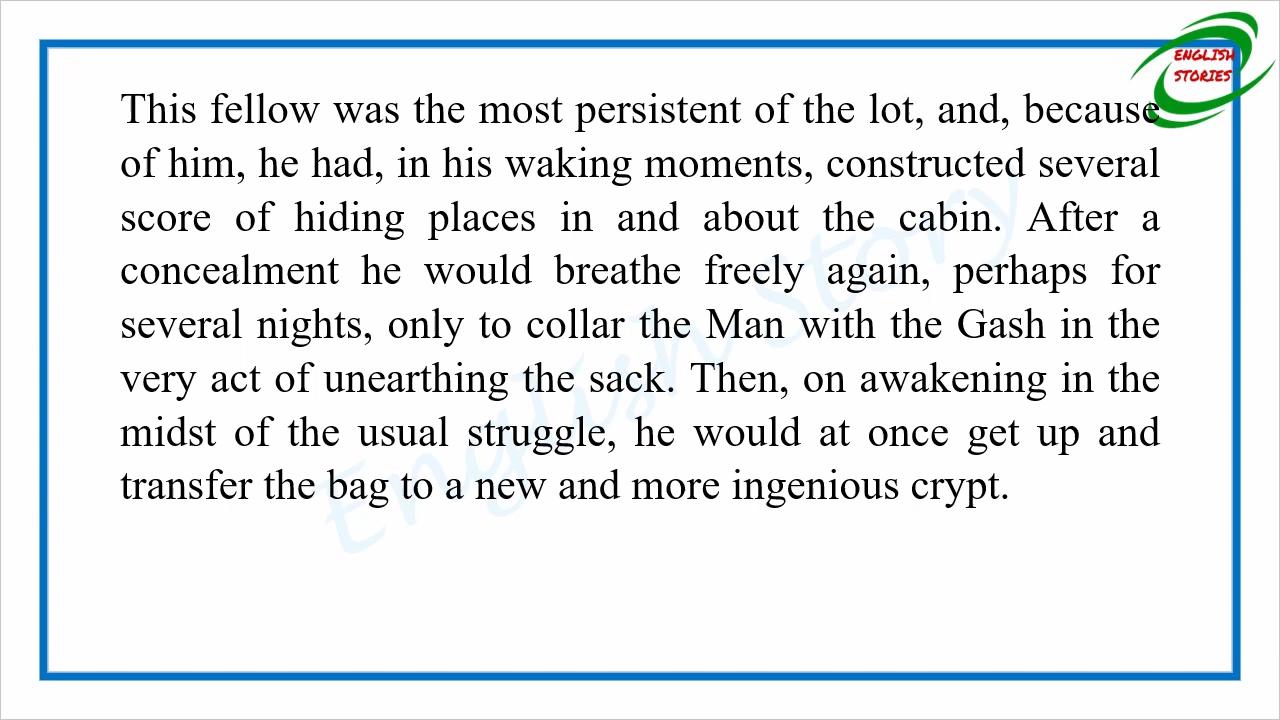 ENGLISH
STORIES
This fellow was the most persistent of the lot, and, because
of him, he had, in his waking moments, constructed several
score of hiding places in and about the cabin. After a
concealment he would breathe freely again, perhaps for
several nights, only to collar the Man with the Gash in the
very act of unearthing the sack. Then, on awakening in the
midst of the usual struggle, he would at once get up and
transfer the bag to a new and more ingenious crypt.
English Story